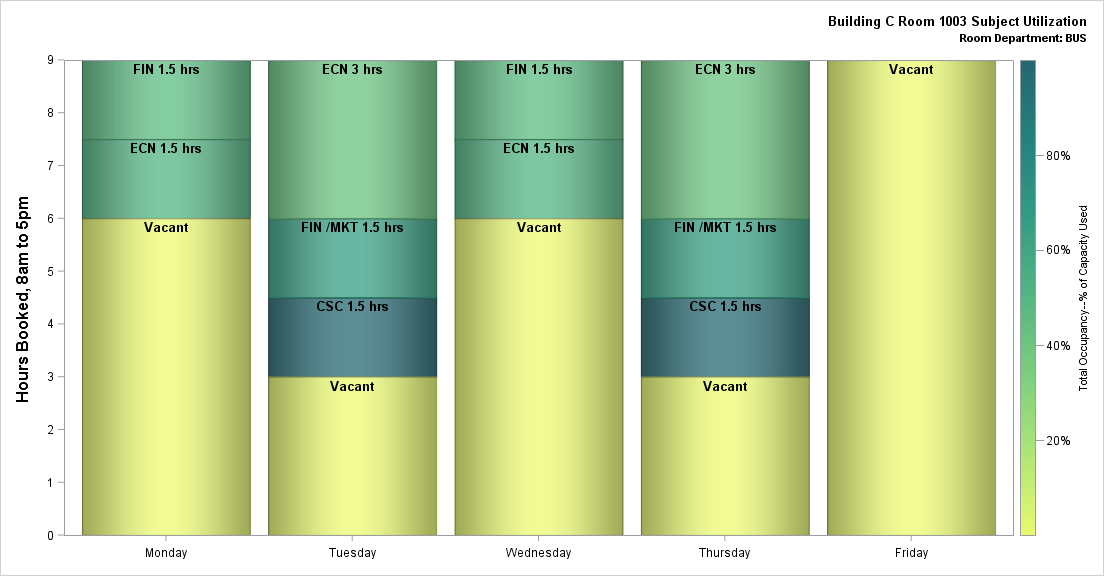 Building C Room 1003 Subject Utilization
Room Department: BUS
Hours Booked, 8am to 5pm
9
8
7
6
5
4
3
2
1
0
FIN 1.5 hrs
ECN 1.5 hrs
Vacant
ECN 3 hrs
FIN /MKT 1.5 hrs
CSC 1.5 hrs
Vacant
FIN 1.5 hrs
ECN 1.5 hrs
Vacant
ECN 3 hrs
FIN /MKT 1.5 hrs
CSC 1.5 hrs
Vacant
Vacant
Monday
Tuesday
Wednesday
Thursday
Friday
80%
60%
40%
20%
Total Occupancy--% of Capacity Used